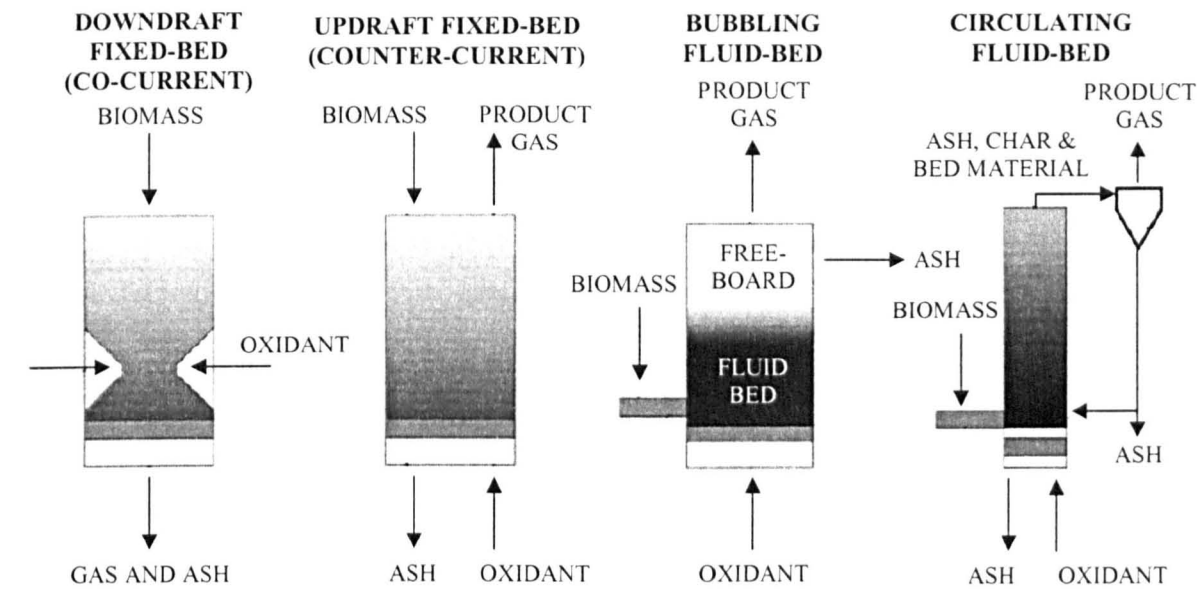 DOWNDRAFT
FIXED-BED
(CO-CURRENT)
BIOMASS
OXIDANT
GAS AND ASH
UPDRAFT FIXED-BED
(COUNTER-CURRENT)
BIOMASS
PRODUCT
GAS
ASH
OXIDANT
BUBBLING
FLUID-BED
PRODUCT
GAS
FREE-
BOARD
ASH
BIOMASS
FLUID
BED
OXIDANT
CIRCULATING
FLUID-BED
PRODUCT
GAS
ASH, CHAR &
BED MATERIAL
BIOMASS
ASH
ASH
OXIDANT